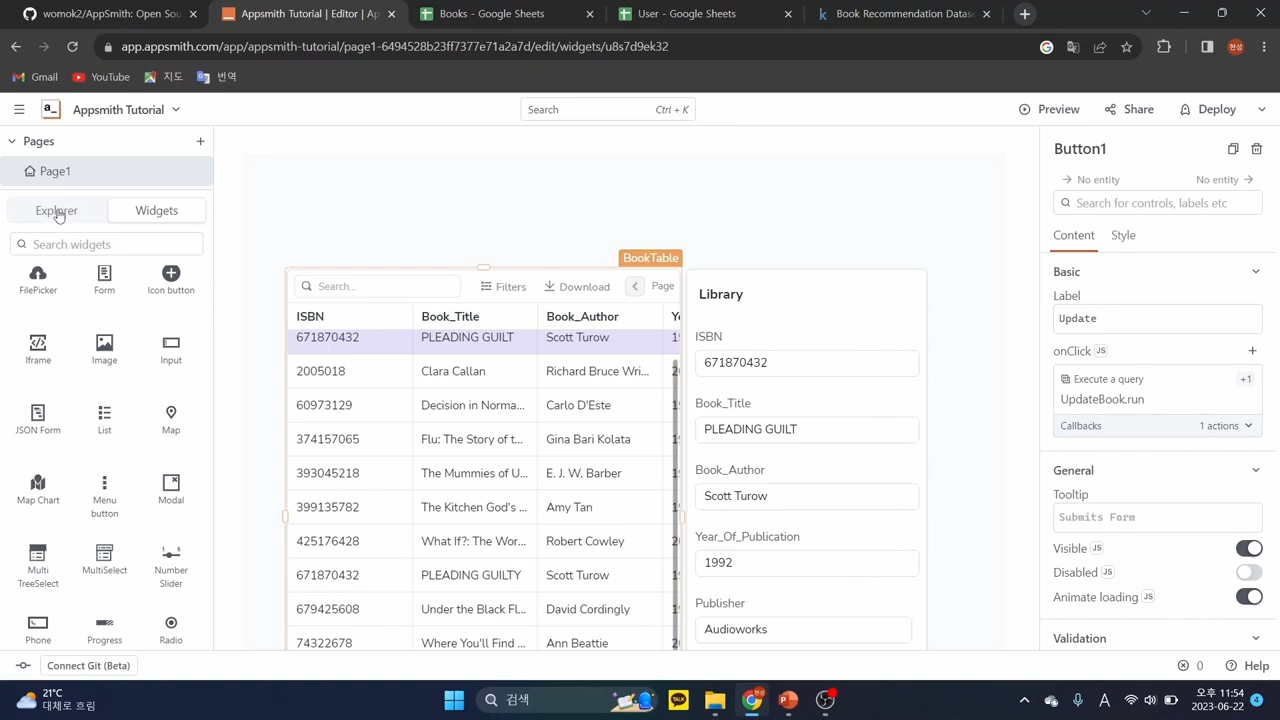 womok2/appsmith: Open Sou
Appsmith Tutorial | Editor | Ap
Books - Google Sheets
User - Google Sheets
Book Recommendation Datase
app.appsmith.com/app/appsmith-tutorial/page1-6494528b23ff7377e71a2a7d/edit/widgets/u8s7d9ek32
현성
Gmail
YouTube
지도
번역
a_
Appsmith Tutorial
Search
Ctrl + K
Preview
Share
Deploy
Pages
Page1
Explorer
Widgets
Search widgets
FilePicker
Form
Icon button
Iframe
Image
Input
JSON Form
List
Map
Map Chart
Menu
button
Modal
Multi
TreeSelect
MultiSelect
Number
Slider
Phone
Progress
Radio
BookTable
Search...
Filters
Download
Page
ISBN
Book_Title
Book_Author
671870432
PLEADING GUILT
Scott Turow
2005018
Clara Callan
Richard Bruce Wri...
60973129
Decision in Norma...
Carlo D'Este
374157065
Flu: The Story of t...
Gina Bari Kolata
393045218
The Mummies of U...
E. J. W. Barber
399135782
The Kitchen God's ...
Amy Tan
425176428
What If?: The Wor...
Robert Cowley
671870432
PLEADING GUILTY
Scott Turow
679425608
Under the Black Fl...
David Cordingly
74322678
Where You'll Find ...
Ann Beattie
Library
ISBN
671870432
Book_Title
PLEADING GUILT
Book_Author
Scott Turow
Year_Of_Publication
1992
Publisher
Audioworks
Button1
No entity
No entity
Search for controls, labels etc
Content
Style
Basic
Label
Update
onClick JS
Execute a query
+1
UpdateBook.run
Callbacks
1 actions
General
Tooltip
Submits Form
Visible JS
Disabled JS
Animate loading JS
Validation
Connect Git (Beta)
0
Help
21°C
대체로 흐림
검색
TALK
현성
A
오후 11:54
2023-06-22
4